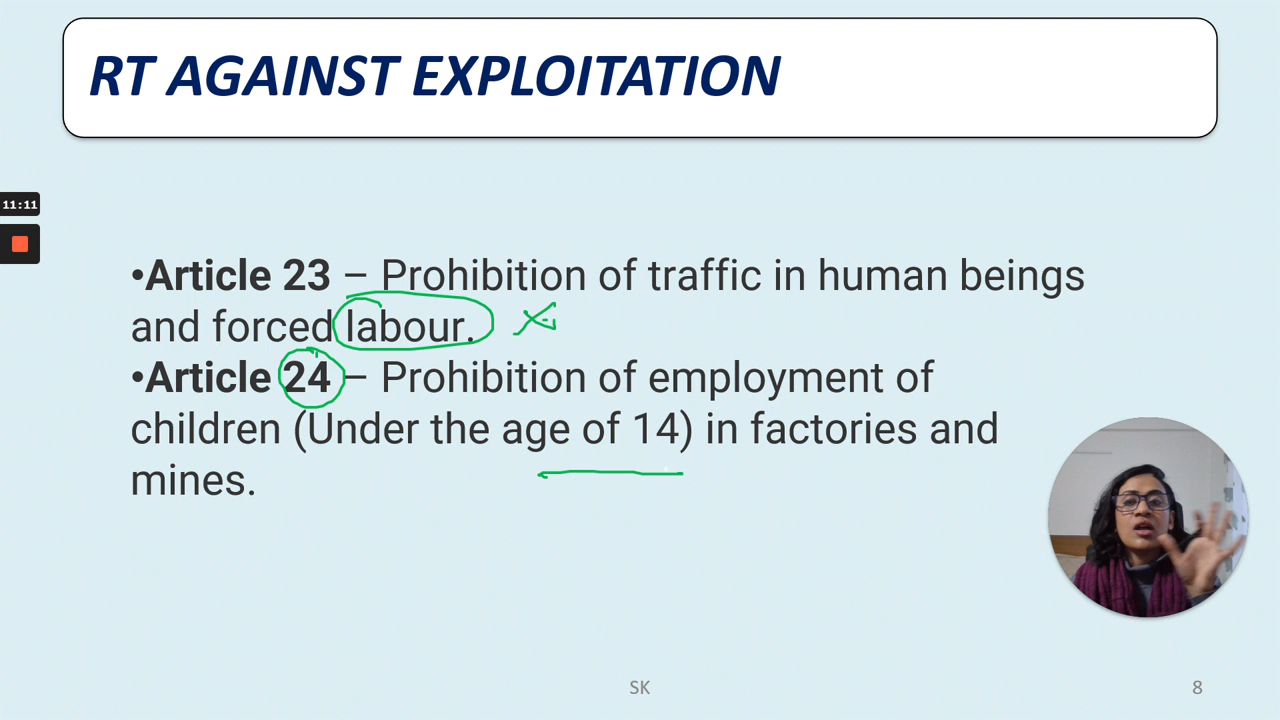 RT AGAINST EXPLOITATION
11:11
•Article 23 – Prohibition of traffic in human beings
and forced labour.
•Article 24 – Prohibition of employment of
children (Under the age of 14) in factories and
mines.
SK
8